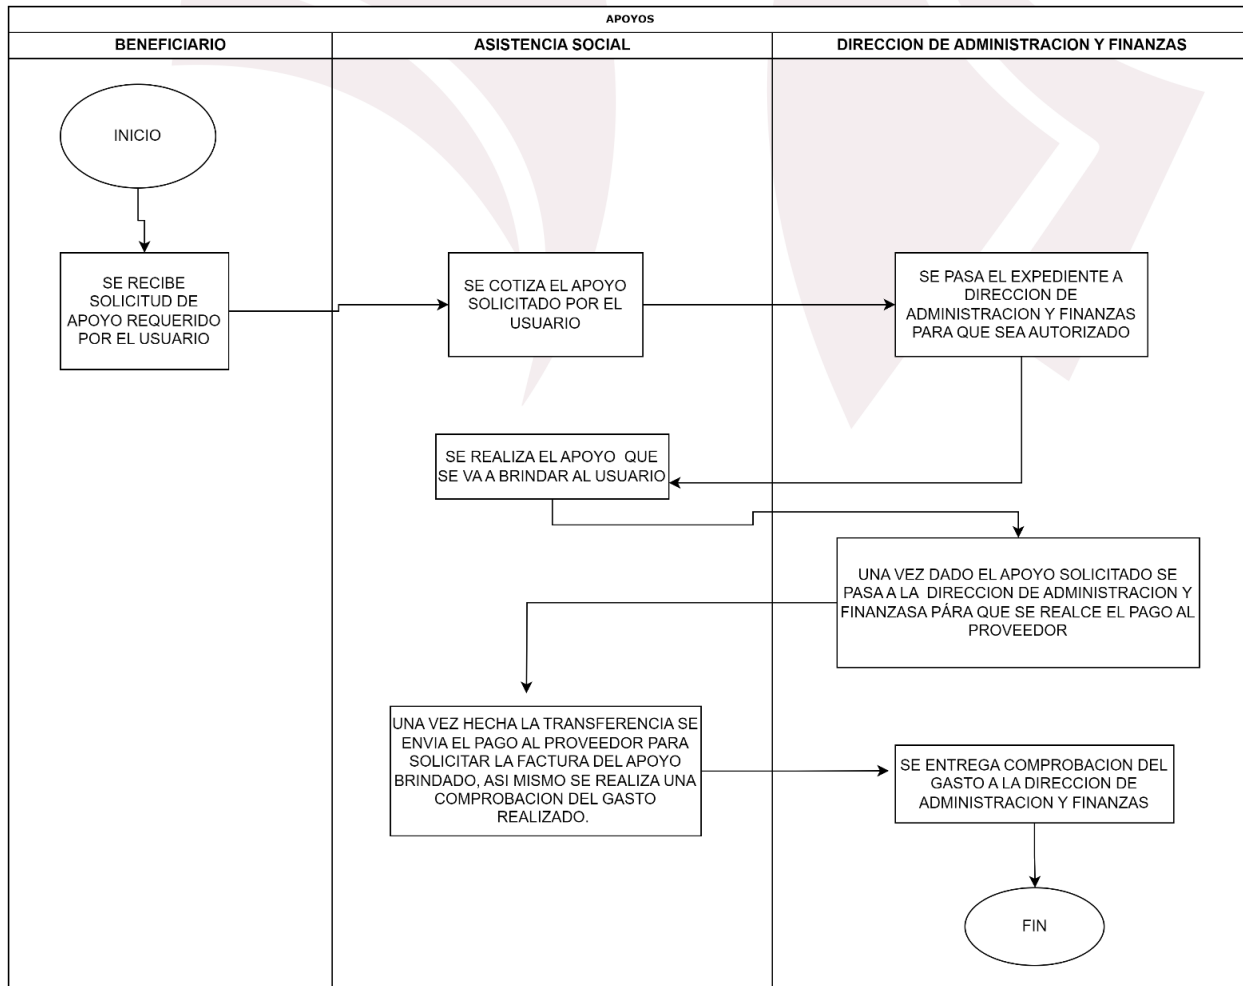 APOYOS
BENEFICIARIO
ASISTENCIA SOCIAL
DIRECCION DE ADMINISTRACION Y FINANZAS
INICIO
SE RECIBE
SOLICITUD DE
APOYO REQUERIDO
POR EL USUARIO
SE COTIZA EL APOYO
SOLICITADO POR EL
USUARIO
SE PASA EL EXPEDIENTE A
DIRECCION DE
ADMINISTRACION Y FINANZAS
PARA QUE SEA AUTORIZADO
SE REALIZA EL APOYO QUE
SE VA A BRINDAR AL USUARIO
UNA VEZ DADO EL APOYO SOLICITADO SE
PASA A LA DIRECCION DE ADMINISTRACION Y
FINANZASA PÁRA QUE SE REALCE EL PAGO AL
PROVEEDOR
UNA VEZ HECHA LA TRANSFERENCIA SE
ENVIA EL PAGO AL PROVEEDOR PARA
SOLICITAR LA FACTURA DEL APOYO
BRINDADO, ASI MISMO SE REALIZA UNA
COMPROBACION DEL GASTO
REALIZADO.
SE ENTREGA COMPROBACION DEL
GASTO A LA DIRECCION DE
ADMINISTRACION Y FINANZAS
FIN